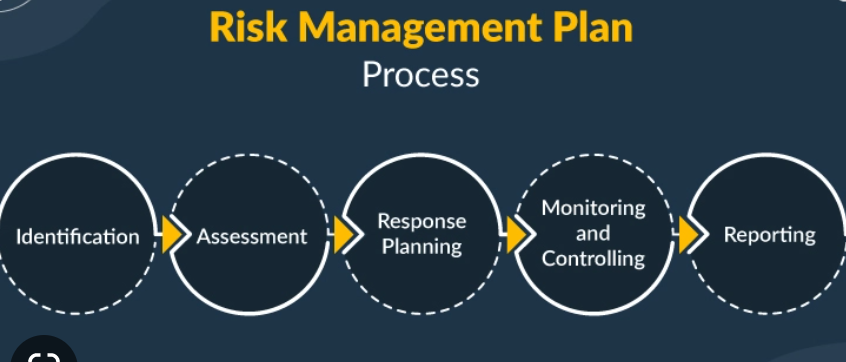 Risk Management Plan
Process
Identification
Assessment
Response
Planning
Monitoring
and
Controlling
Reporting